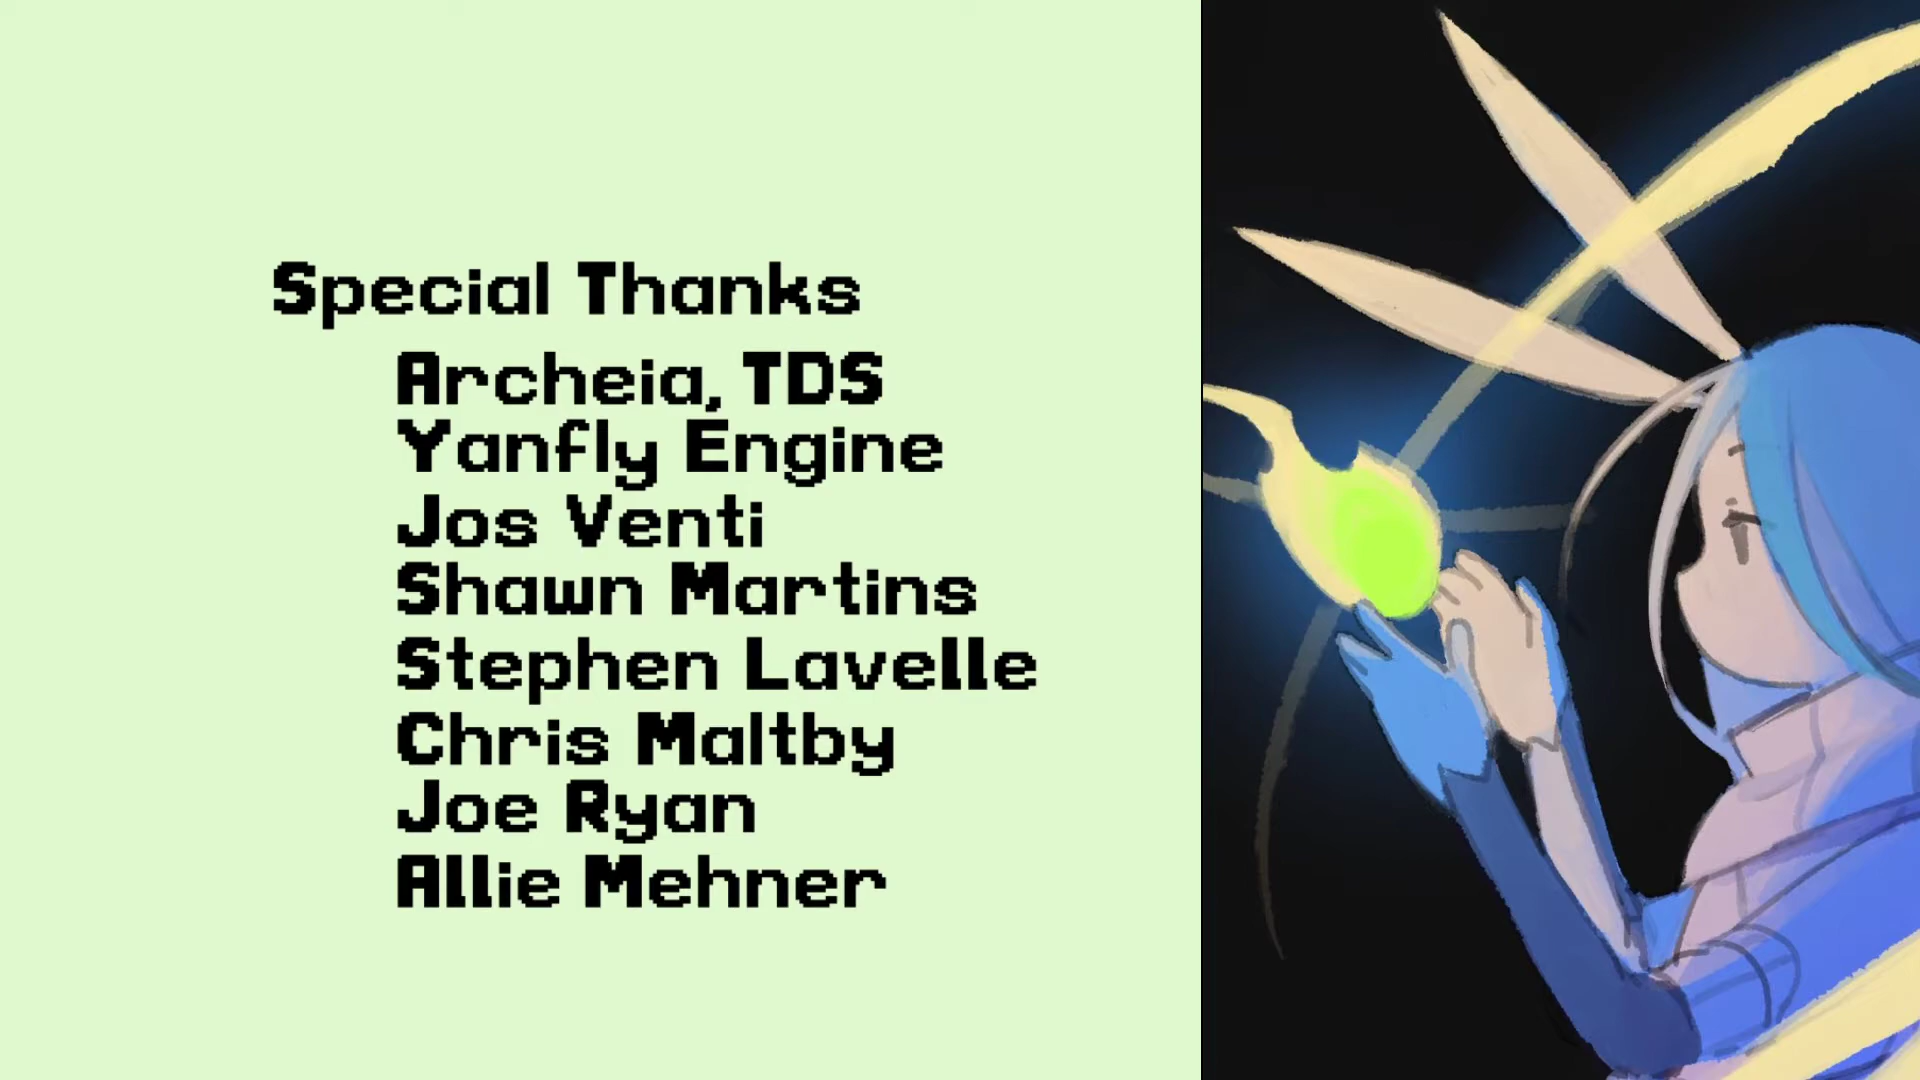 Special Thanks
Archeia, TDS
Yanfly Engine
Jos Venti
Shawn Martins
Stephen Lavelle
Chris Maltby
Joe Ryan
Allie Mehner